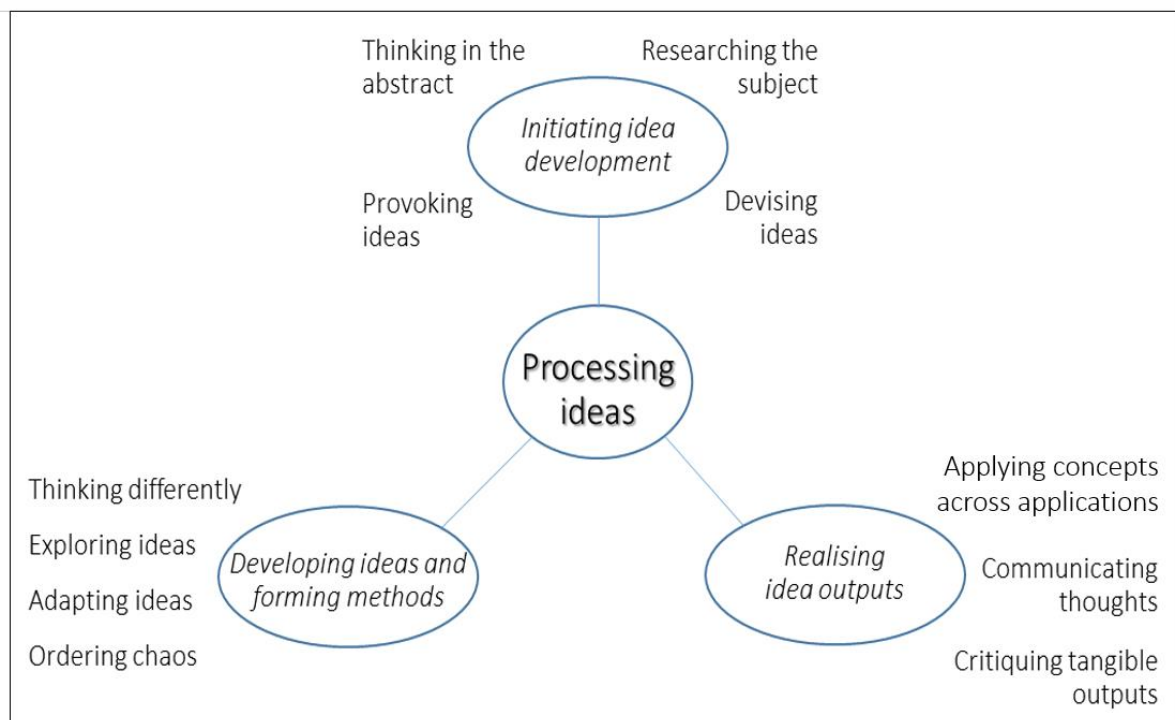 Thinking in the
abstract
Researching the
subject
Initiating idea
development
Provoking
ideas
Devising
ideas
Processing
ideas
Thinking differently
Exploring ideas
Adapting ideas
Ordering chaos
Developing ideas and
forming methods
Realising
idea outputs
Applying concepts
across applications
Communicating
thoughts
Critiquing tangible
outputs